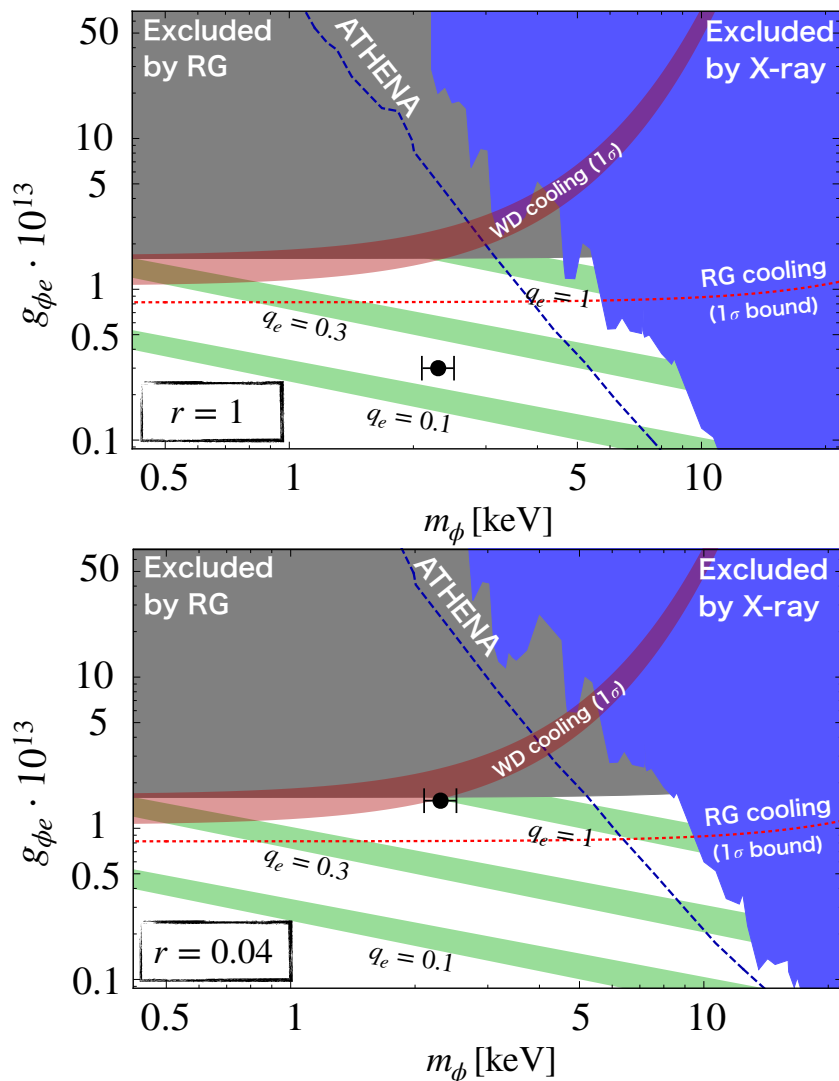 Excluded
by RG
ATHENA
Excluded
by X-ray
WD cooling (1σ)
RG cooling
(1σ bound)
q_e = 1
q_e = 0.3
q_e = 0.1
r = 1
50
10
5
1
0.5
0.1
g_{ϕe} · 10^{13}
0.5 1 5 10
m_ϕ [keV]
Excluded
by RG
ATHENA
Excluded
by X-ray
WD cooling (1σ)
RG cooling
(1σ bound)
q_e = 1
q_e = 0.3
q_e = 0.1
r = 0.04
50
10
5
1
0.5
0.1
g_{ϕe} · 10^{13}
0.5 1 5 10
m_ϕ [keV]